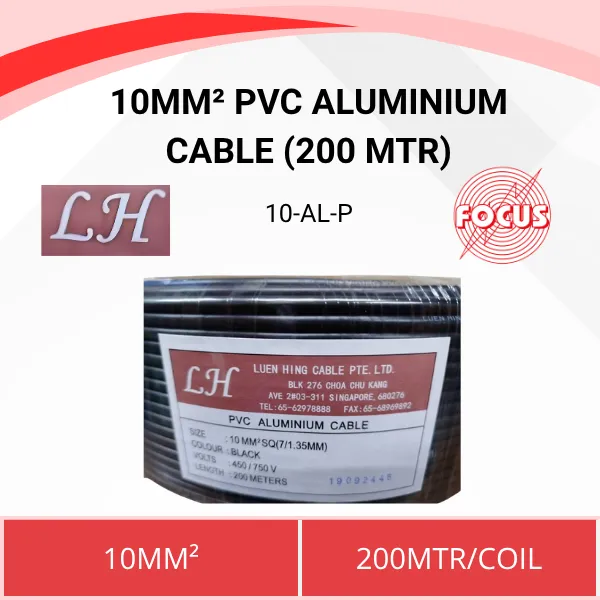 10MM² PVC ALUMINIUM
CABLE (200 MTR)
LH
10-AL-P
FOCUS
LUEN HING
LH
LUEN HING CABLE PTE. LTD.
BLK 276 CHOA CHU KANG
AVE 2#03-311 SINGAPORE, 680276
TEL:65-62978888 FAX:65-68969892
PVC ALUMINIUM CABLE
SIZE : 10 MM²SQ(7/1.35MM)
COLOUR : BLACK
VOLTS : 450/750 V
LENGTH : 200 METERS
19092448
10MM²
200MTR/COIL